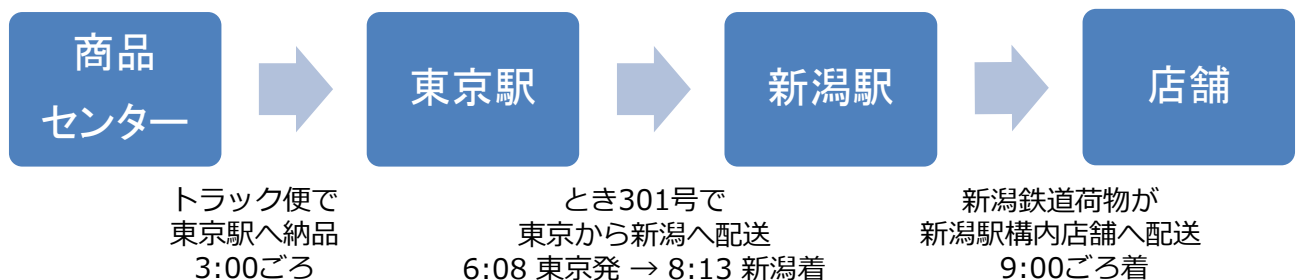 商品
センター
東京駅
新潟駅
店舗
トラック便で
東京駅へ納品
3:00ごろ
とき301号で
東京から新潟へ配送
6:08 東京発 → 8:13 新潟着
新潟鉄道荷物が
新潟駅構内店舗へ配送
9:00ごろ着